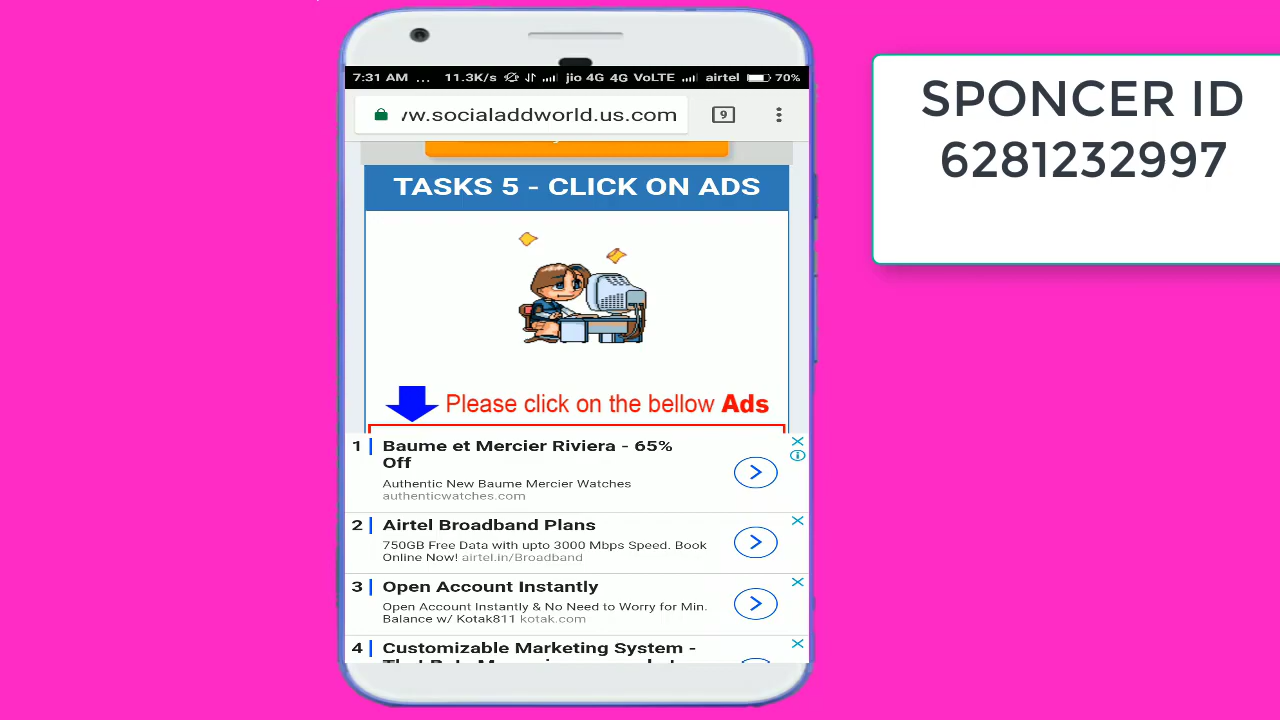 SPONCER ID
6281232997
7:31 AM ... 11.3K/s jio 4G 4G VoLTE airtel 70%
w.socialaddworld.us.com 9
TASKS 5 - CLICK ON ADS
Please click on the bellow Ads
1 Baume et Mercier Riviera - 65%
Off
Authentic New Baume Mercier Watches
authenticwatches.com
2 Airtel Broadband Plans
750GB Free Data with upto 3000 Mbps Speed. Book
Online Now! airtel.in/Broadband
3 Open Account Instantly
Open Account Instantly & No Need to Worry for Min.
Balance w/ Kotak811 kotak.com
4 Customizable Marketing System -